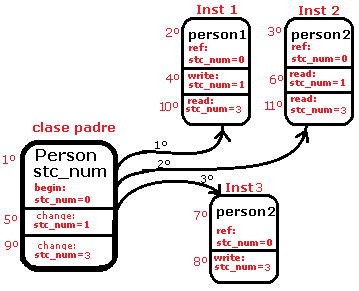 Inst 1
2º
person1
ref:
stc_num=0
4º
write:
stc_num=1
10º
read:
stc_num=3
Inst 2
3º
person2
ref:
stc_num=0
6º
read:
stc_num=1
11º
read:
stc_num=3
clase padre
1º
Person
stc_num
begin:
stc_num=0
5º
change:
stc_num=1
9º
change:
stc_num=3
1º
2º
3º
Inst3
7º
person2
ref:
stc_num=0
8º
write:
stc_num=3